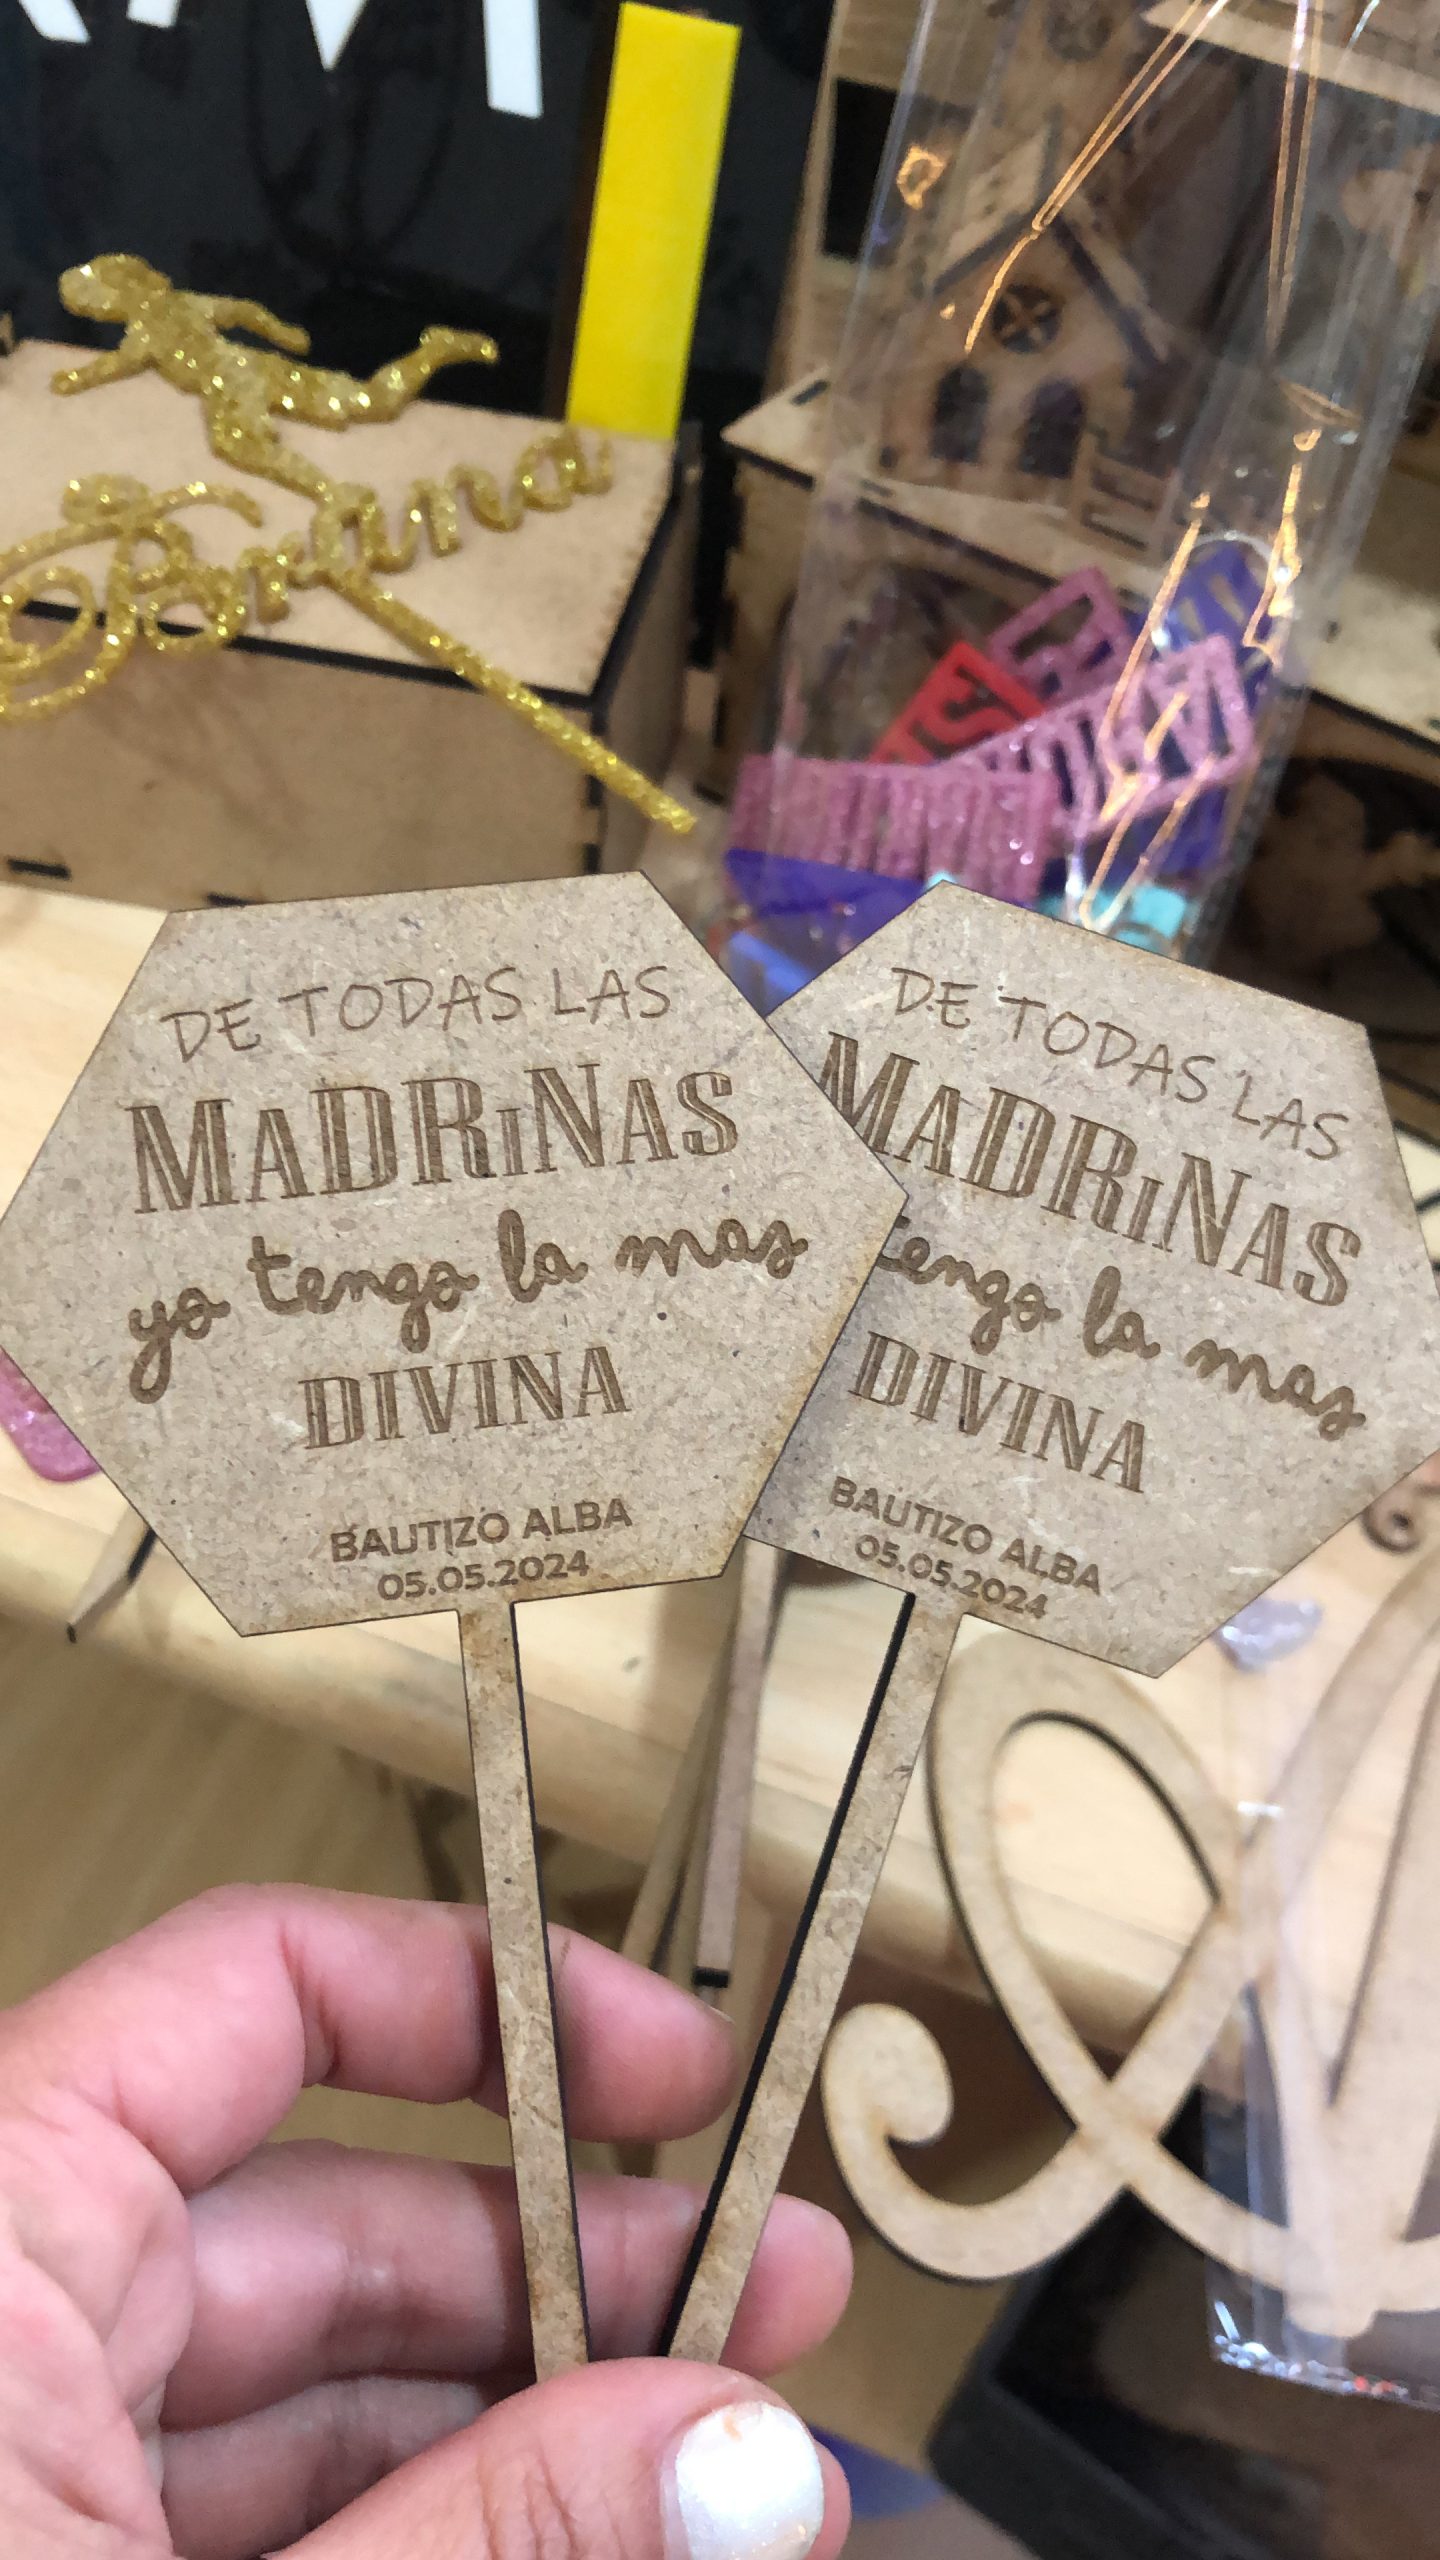 DE TODAS LAS
MADRiNAS
yo tengo la mas
DIVINA
BAUTIZO ALBA
05.05.2024
DE TODAS LAS
MADRiNAS
tengo la mas
DIVINA
BAUTIZO ALBA
05.05.2024